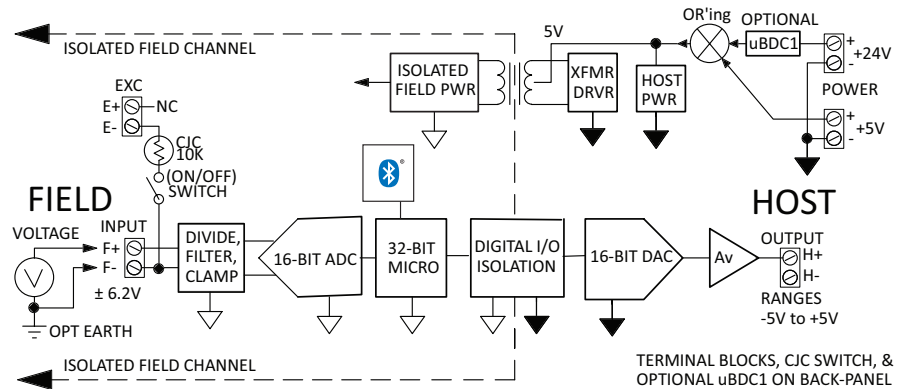 OR'ing
OPTIONAL
uBDC1
+
+24V
-
POWER
+
+5V
-
ISOLATED FIELD CHANNEL
5V
ISOLATED
FIELD PWR
XFMR
DRVR
HOST
PWR
EXC
E+
NC
E-
CJC
10K
(ON/OFF)
SWITCH
®
FIELD
HOST
VOLTAGE
V
INPUT
F+
F-
± 6.2V
OPT EARTH
DIVIDE,
FILTER,
CLAMP
16-BIT ADC
32-BIT
MICRO
DIGITAL I/O
ISOLATION
16-BIT DAC
Av
OUTPUT
H+
H-
RANGES
-5V to +5V
ISOLATED FIELD CHANNEL
TERMINAL BLOCKS, CJC SWITCH, &
OPTIONAL uBDC1 ON BACK-PANEL